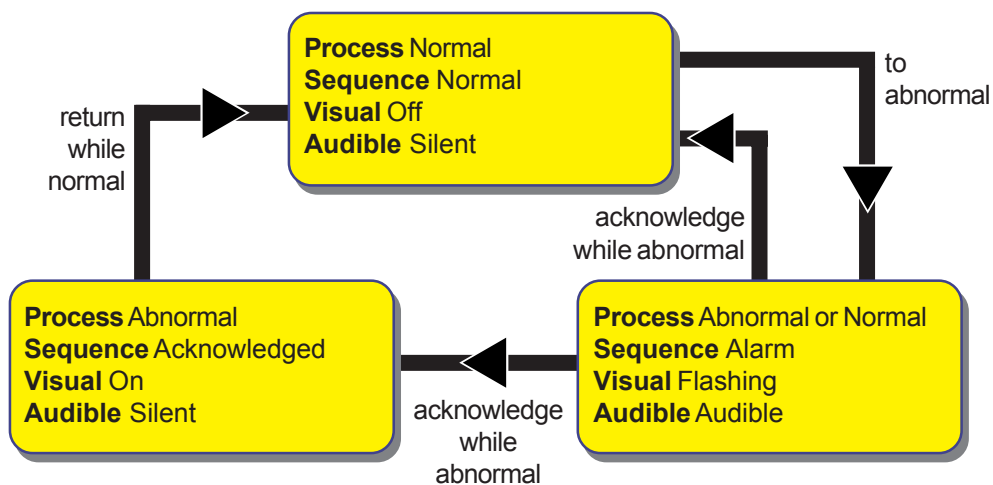 Process Normal
Sequence Normal
Visual Off
Audible Silent
to
abnormal
return
while
normal
acknowledge
while abnormal
Process Abnormal
Sequence Acknowledged
Visual On
Audible Silent
acknowledge
while
abnormal
Process Abnormal or Normal
Sequence Alarm
Visual Flashing
Audible Audible